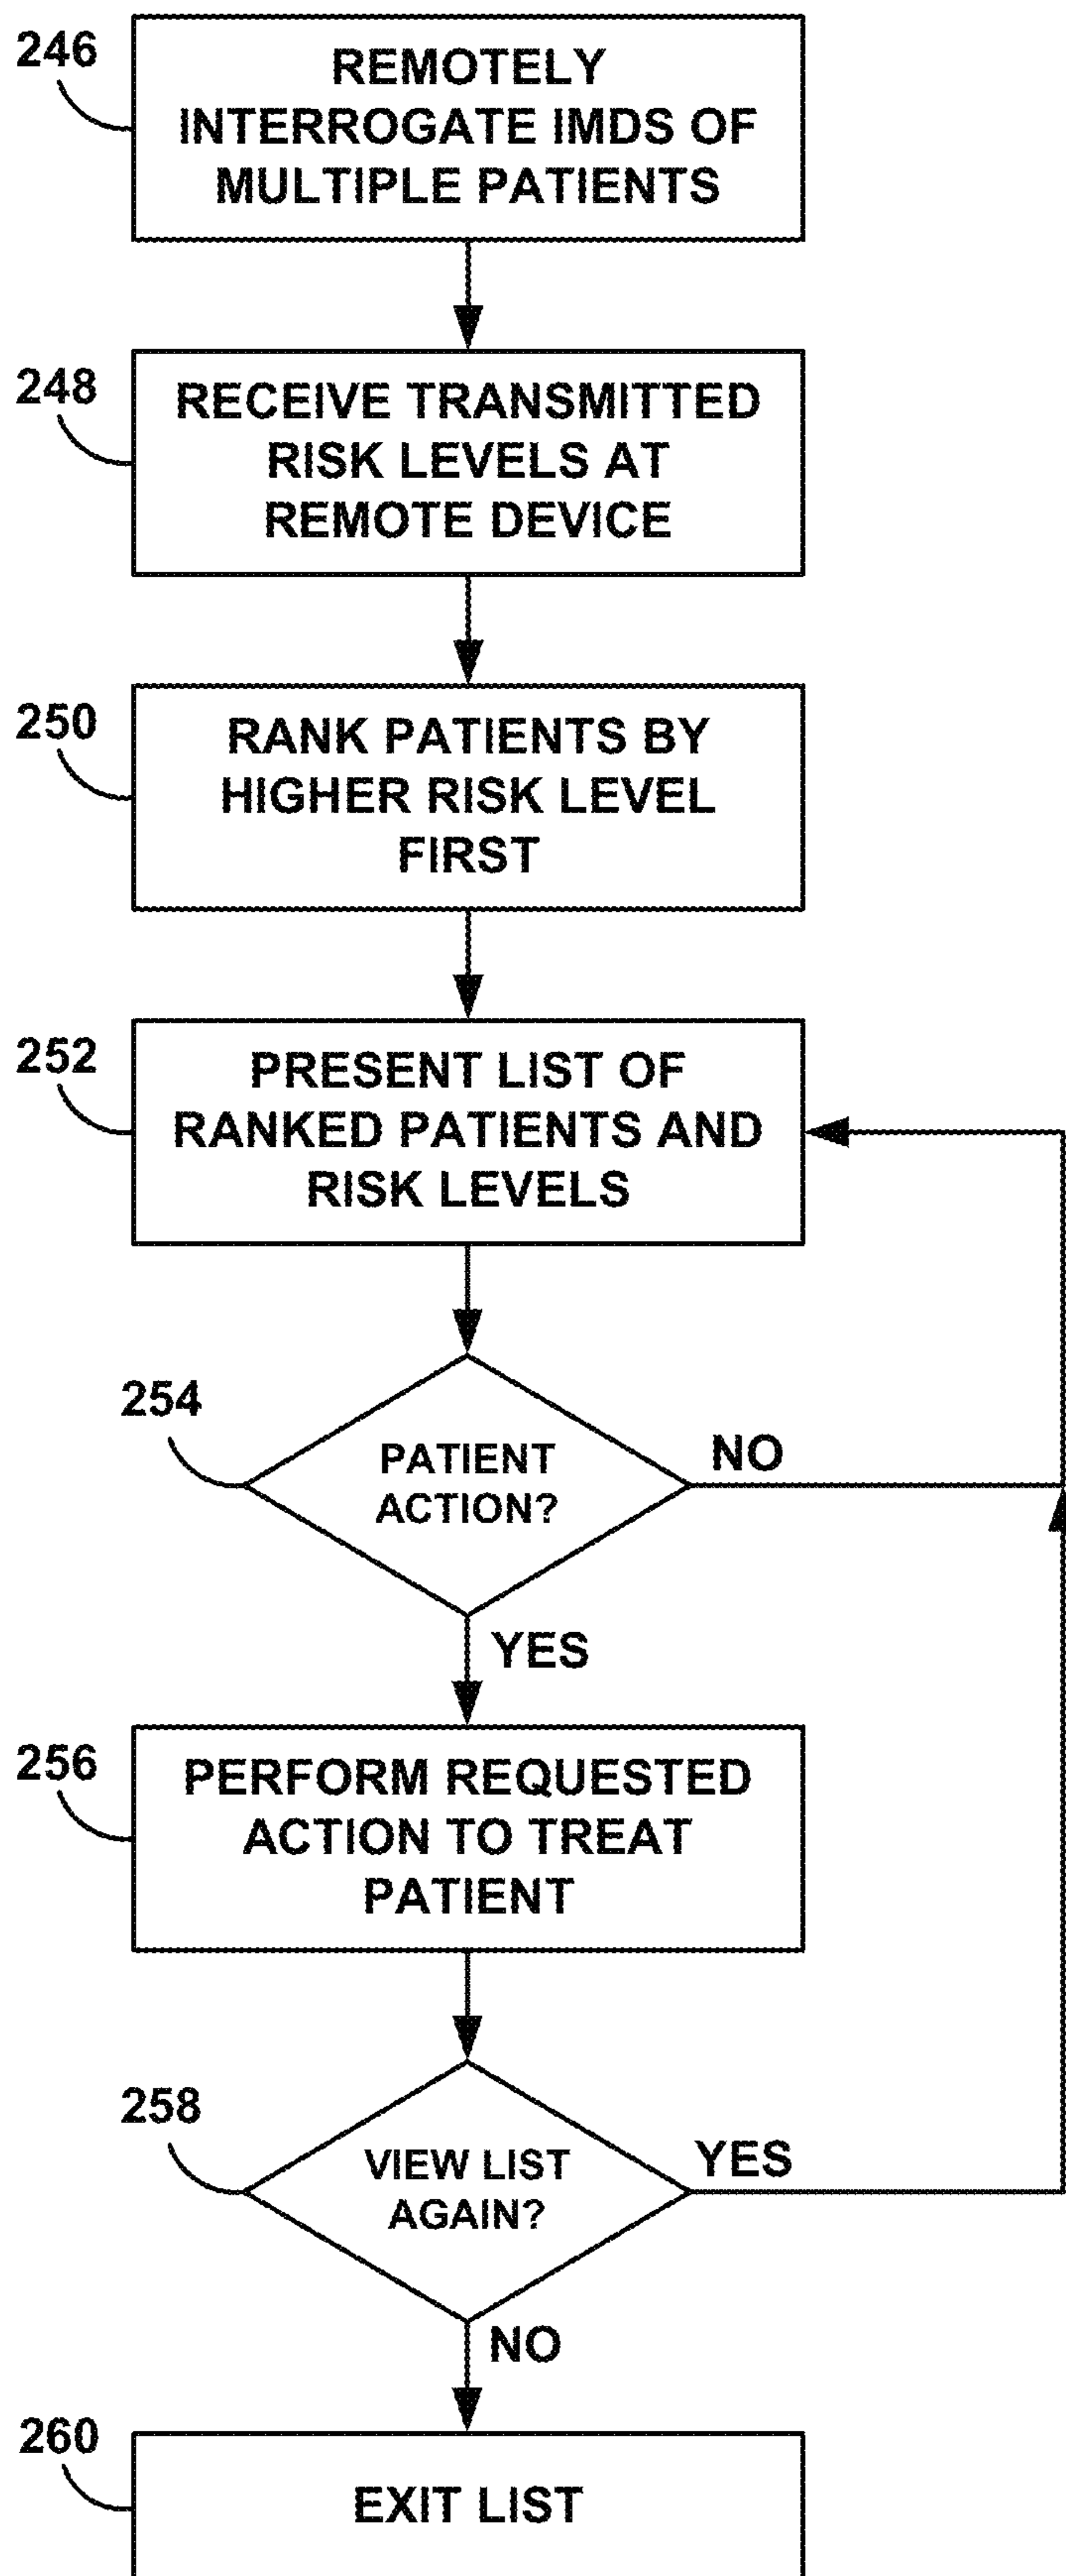 246
REMOTELY
INTERROGATE IMDS OF
MULTIPLE PATIENTS
248
RECEIVE TRANSMITTED
RISK LEVELS AT
REMOTE DEVICE
250
RANK PATIENTS BY
HIGHER RISK LEVEL
FIRST
252
PRESENT LIST OF
RANKED PATIENTS AND
RISK LEVELS
254
PATIENT
ACTION?
NO
YES
256
PERFORM REQUESTED
ACTION TO TREAT
PATIENT
258
VIEW LIST
AGAIN?
YES
NO
260
EXIT LIST